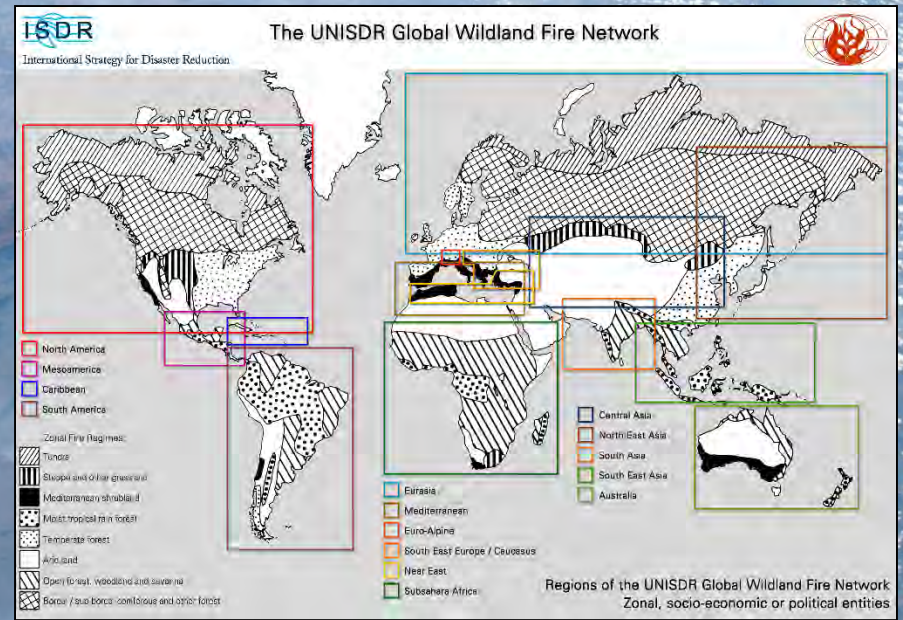 ISDR
International Strategy for Disaster Reduction
The UNISDR Global Wildland Fire Network
North America
Mesoamerica
Caribbean
South America
Zonal Fire Regimes:
Tundra
Steppe and other grassland
Mediterranean shrubland
Moist tropical rain forest
Temperate forest
Arid land
Open forest, woodland and savanna
Boreal / sub-boreal coniferous and other forest
Eurasia
Mediterranean
Euro-Alpine
South East Europe / Caucasus
Near East
Subsahara Africa
Central Asia
North East Asia
South Asia
South East Asia
Australia
Regions of the UNISDR Global Wildland Fire Network
Zonal, socio-economic or political entities